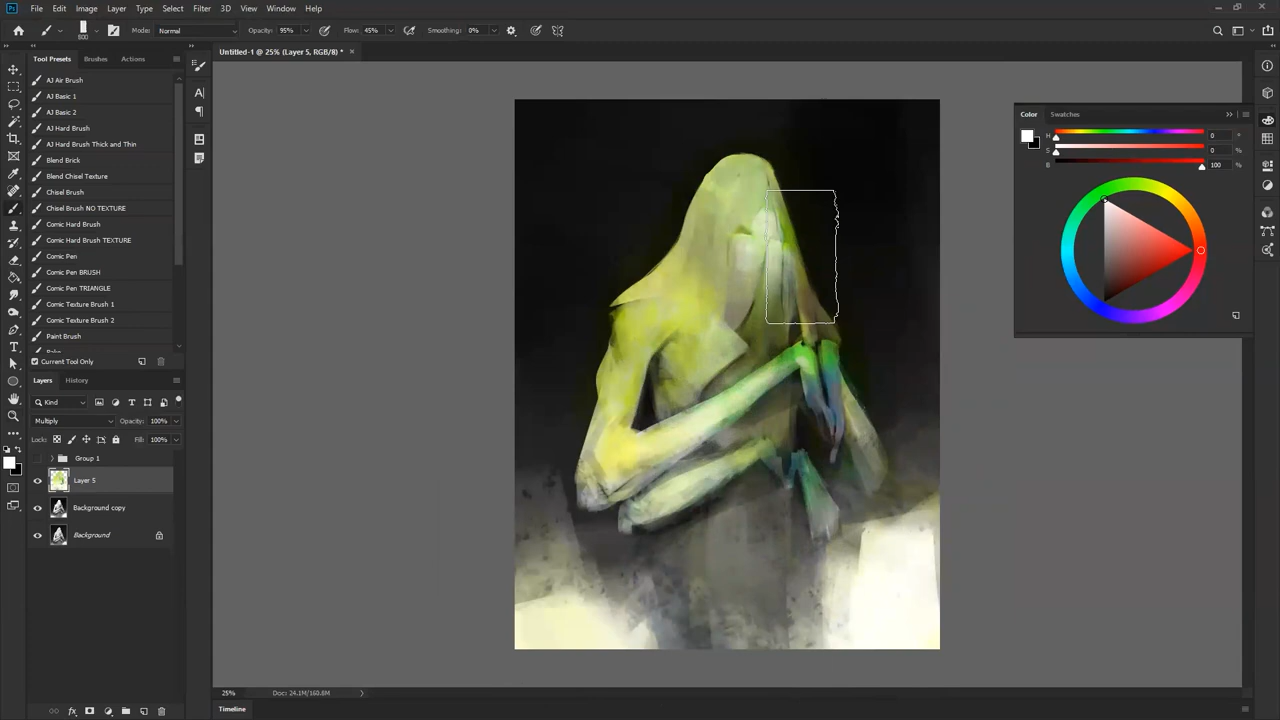 Ps File Edit Image Layer Type Select Filter 3D View Window Help
800 Mode: Normal Opacity: 95% Flow: 45% Smoothing: 0%
Untitled-1 @ 25% (Layer 5, RGB/8) * ×
Tool Presets Brushes Actions
AJ Air Brush
AJ Basic 1
AJ Basic 2
AJ Hard Brush
AJ Hard Brush Thick and Thin
Blend Brick
Blend Chisel Texture
Chisel Brush
Chisel Brush NO TEXTURE
Comic Hard Brush
Comic Hard Brush TEXTURE
Comic Pen
Comic Pen BRUSH
Comic Pen TRIANGLE
Comic Texture Brush 1
Comic Texture Brush 2
Paint Brush
Current Tool Only
Layers History
Kind
Multiply Opacity: 100%
Locks: Fill: 100%
Group 1
Layer 5
Background copy
Background
Color Swatches
H 0 °
S 0 %
B 100 %
25% Doc: 24.1M/160.8M
Timeline